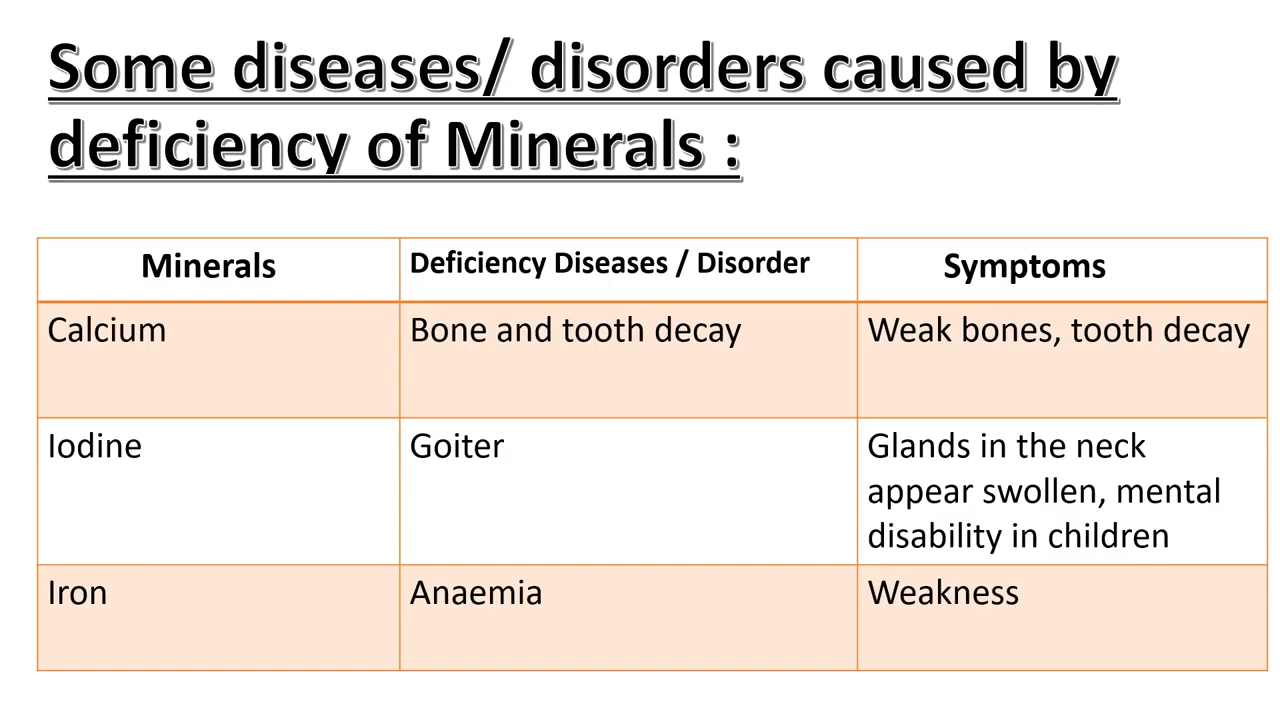 Some diseases/ disorders caused by
deficiency of Minerals :
Minerals
Deficiency Diseases / Disorder
Symptoms
Calcium
Bone and tooth decay
Weak bones, tooth decay
Iodine
Goiter
Glands in the neck
appear swollen, mental
disability in children
Iron
Anaemia
Weakness